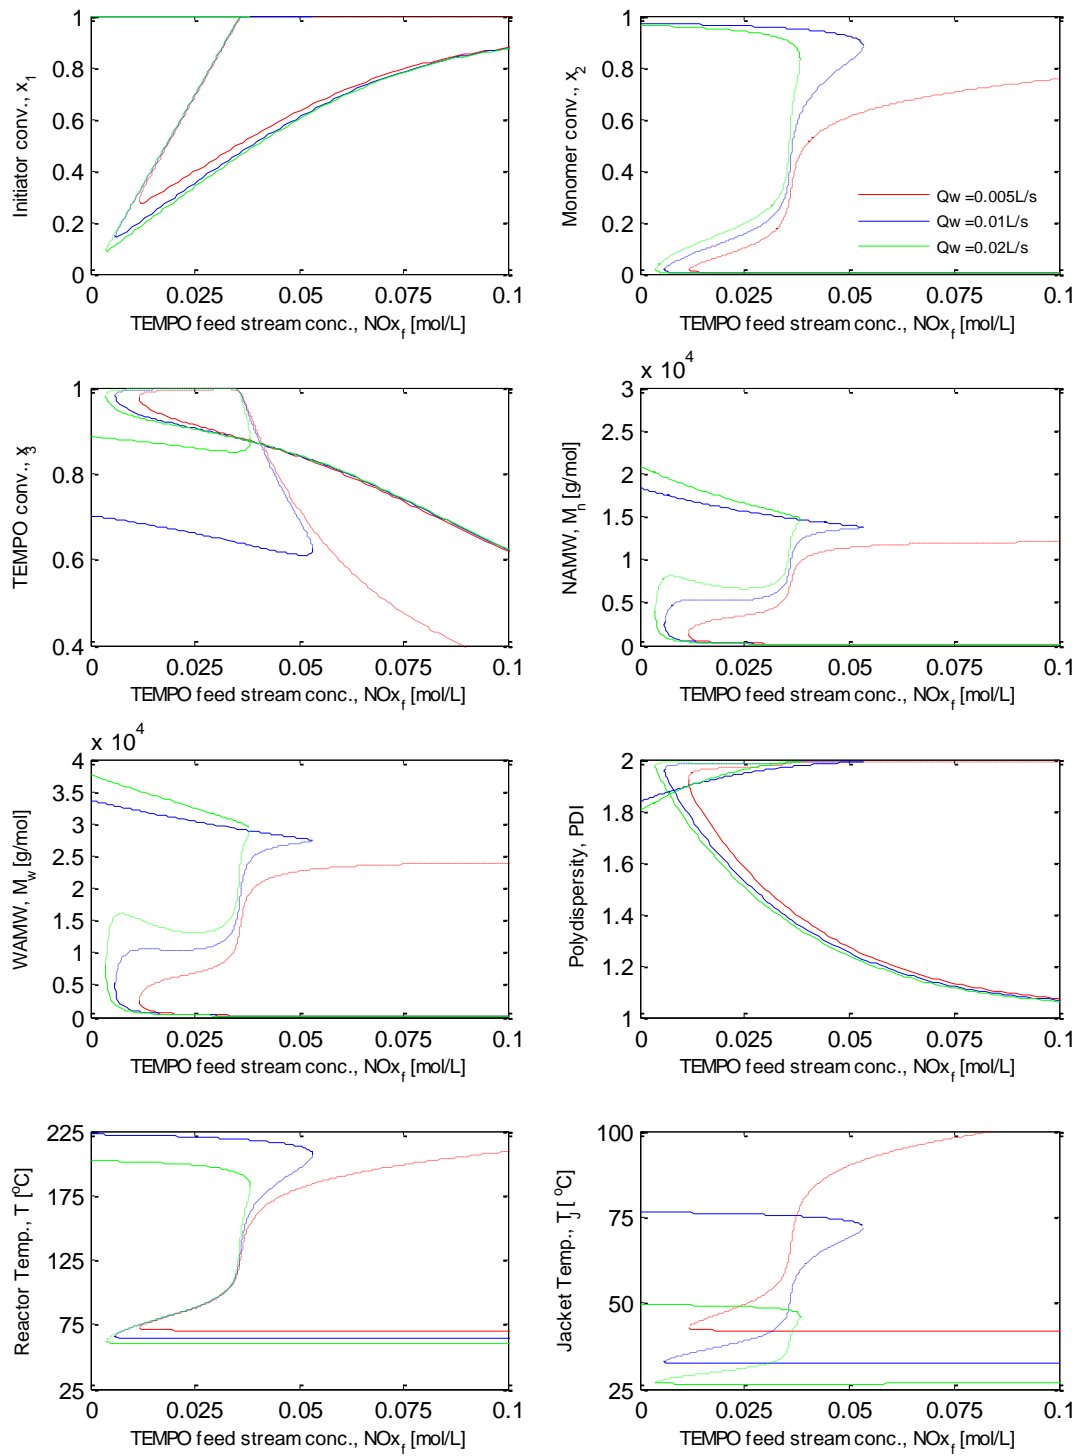 Initiator conv., x1
1
0.8
0.6
0.4
0.2
0
0 0.025 0.05 0.075 0.1
TEMPO feed stream conc., NOxf [mol/L]
Monomer conv., x2
1
0.8
0.6
0.4
0.2
0
Qw =0.005L/s
Qw =0.01L/s
Qw =0.02L/s
0 0.025 0.05 0.075 0.1
TEMPO feed stream conc., NOxf [mol/L]
TEMPO conv., x3
1
0.8
0.6
0.4
0 0.025 0.05 0.075 0.1
TEMPO feed stream conc., NOxf [mol/L]
x 10^4
NAMW, Mn [g/mol]
3
2.5
2
1.5
1
0.5
0
0 0.025 0.05 0.075 0.1
TEMPO feed stream conc., NOxf [mol/L]
x 10^4
WAMW, Mw [g/mol]
4
3.5
3
2.5
2
1.5
1
0.5
0
0 0.025 0.05 0.075 0.1
TEMPO feed stream conc., NOxf [mol/L]
Polydispersity, PDI
2
1.8
1.6
1.4
1.2
1
0 0.025 0.05 0.075 0.1
TEMPO feed stream conc., NOxf [mol/L]
Reactor Temp., T [°C]
225
175
125
75
25
0 0.025 0.05 0.075 0.1
TEMPO feed stream conc., NOxf [mol/L]
Jacket Temp., TJ [°C]
100
75
50
25
0 0.025 0.05 0.075 0.1
TEMPO feed stream conc., NOxf [mol/L]